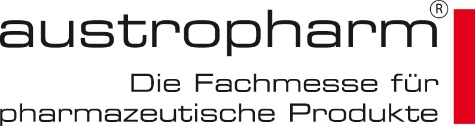 austropharm®
Die Fachmesse für
pharmazeutische Produkte